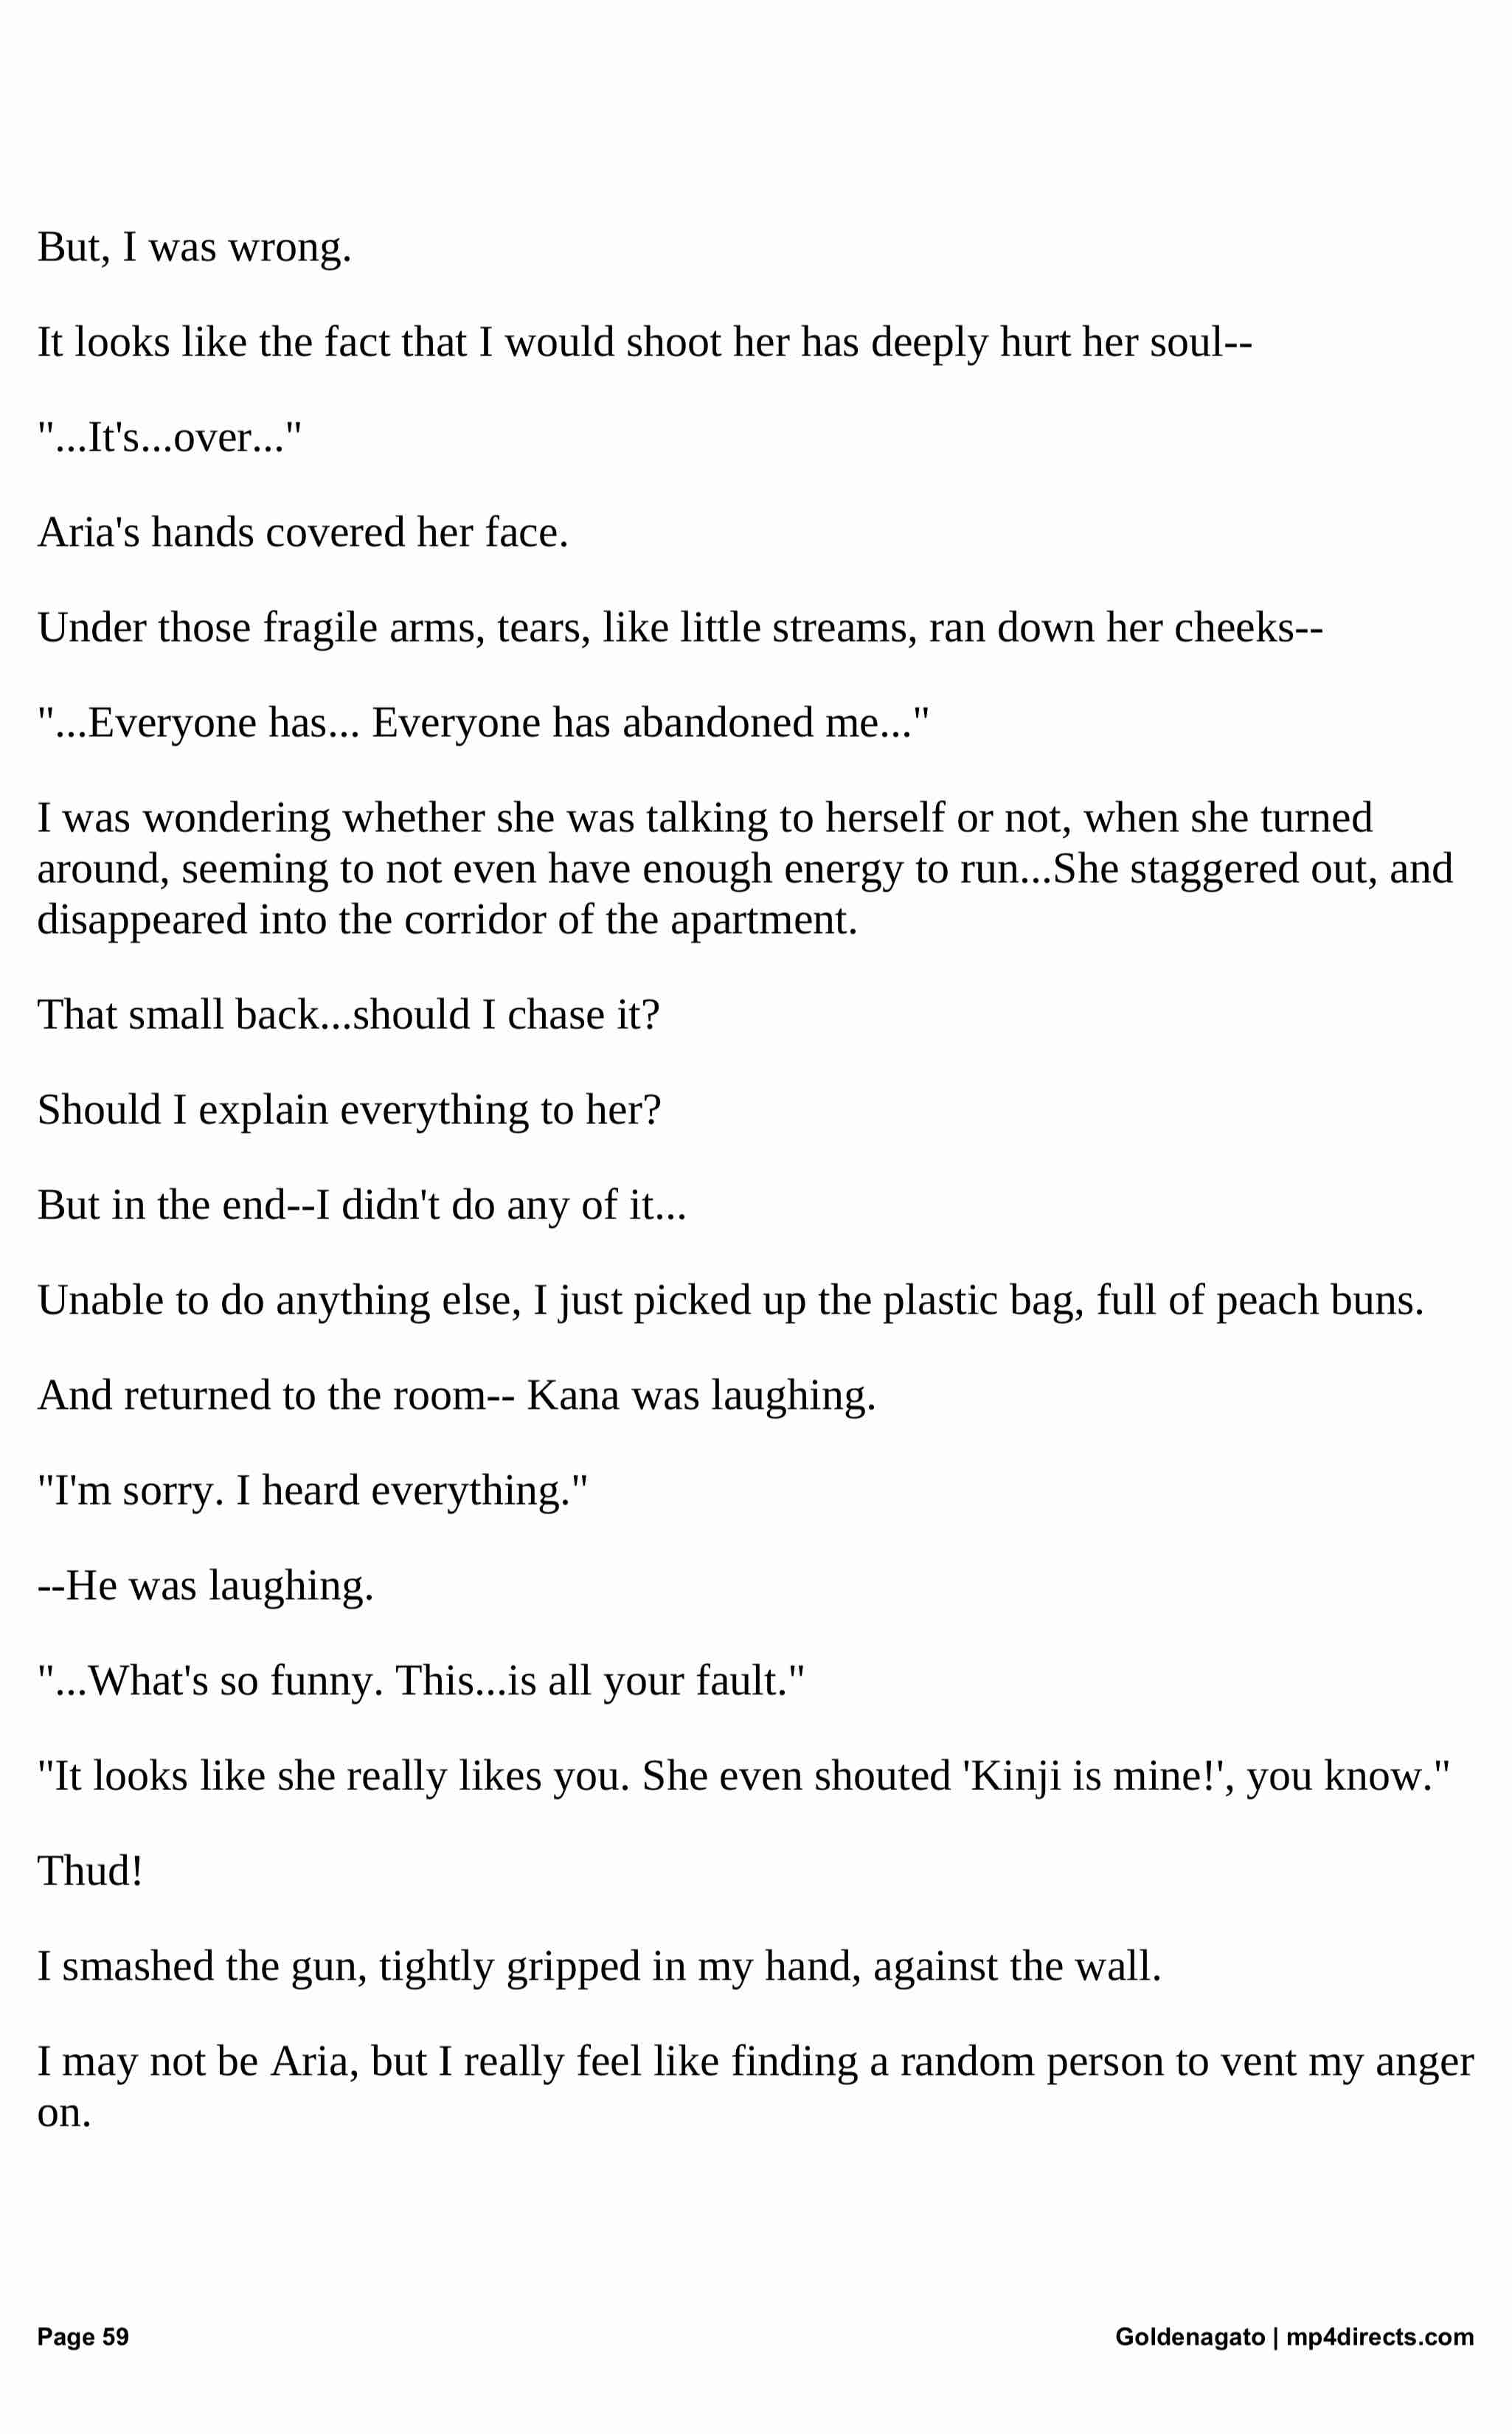 But, I was wrong.
It looks like the fact that I would shoot her has deeply hurt her soul--
"...It's...over..."
Aria's hands covered her face.
Under those fragile arms, tears, like little streams, ran down her cheeks--
"...Everyone has... Everyone has abandoned me..."
I was wondering whether she was talking to herself or not, when she turned
around, seeming to not even have enough energy to run...She staggered out, and
disappeared into the corridor of the apartment.
That small back...should I chase it?
Should I explain everything to her?
But in the end--I didn't do any of it...
Unable to do anything else, I just picked up the plastic bag, full of peach buns.
And returned to the room-- Kana was laughing.
"I'm sorry. I heard everything."
--He was laughing.
"...What's so funny. This...is all your fault."
"It looks like she really likes you. She even shouted 'Kinji is mine!', you know."
Thud!
I smashed the gun, tightly gripped in my hand, against the wall.
I may not be Aria, but I really feel like finding a random person to vent my anger
on.
Page 59
Goldenagato | mp4directs.com